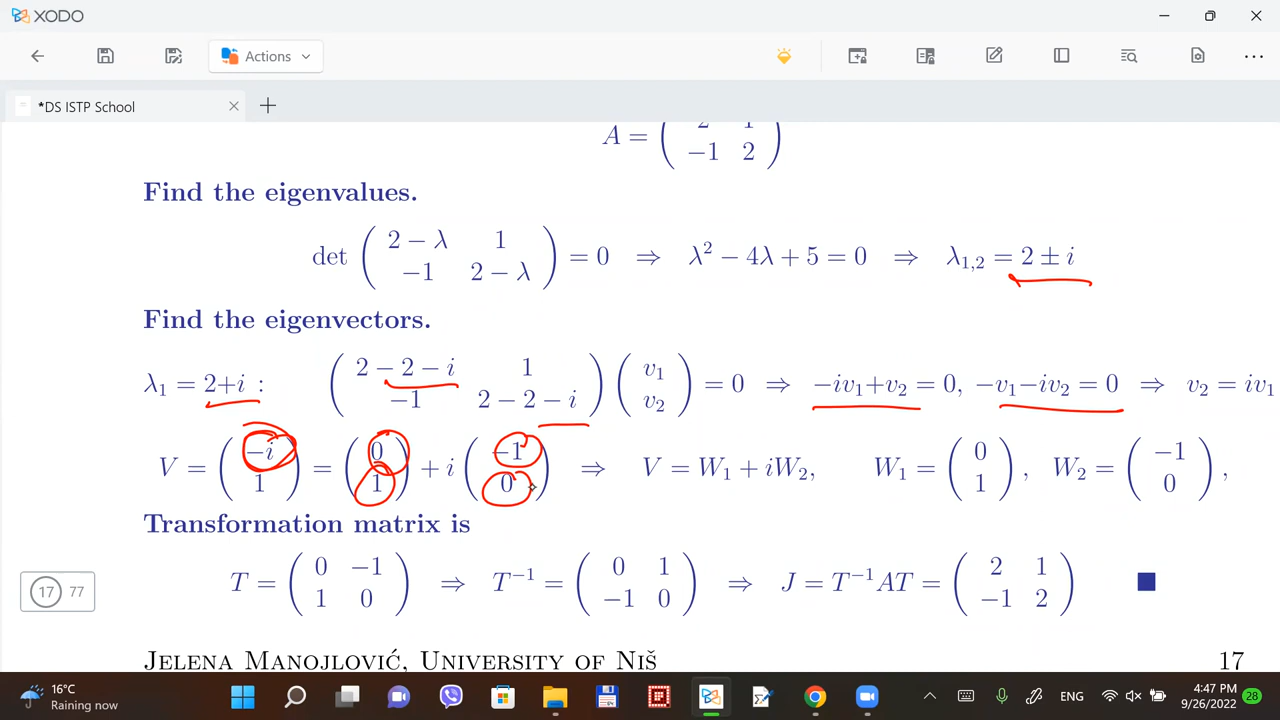 XODO
Actions
*DS ISTP School
A = ( 2 1
−1 2 )
Find the eigenvalues.
det ( 2 − λ 1
−1 2 − λ ) = 0 ⇒ λ² − 4λ + 5 = 0 ⇒ λ₁,₂ = 2 ± i
Find the eigenvectors.
λ₁ = 2+i : ( 2 − 2 − i 1
−1 2 − 2 − i ) ( v₁
v₂ ) = 0 ⇒ −iv₁+v₂ = 0, −v₁−iv₂ = 0 ⇒ v₂ = iv₁
V = ( −i
1 ) = ( 0
1 ) + i ( −1
0 ) ⇒ V = W₁ + iW₂, W₁ = ( 0
1 ), W₂ = ( −1
0 ),
Transformation matrix is
T = ( 0 −1
1 0 ) ⇒ T⁻¹ = ( 0 1
−1 0 ) ⇒ J = T⁻¹AT = ( 2 1
−1 2 ) ■
17 77
Jelena Manojlović, University of Niš 17
16°C
Raining now
ENG
4:47 PM
9/26/2022
28